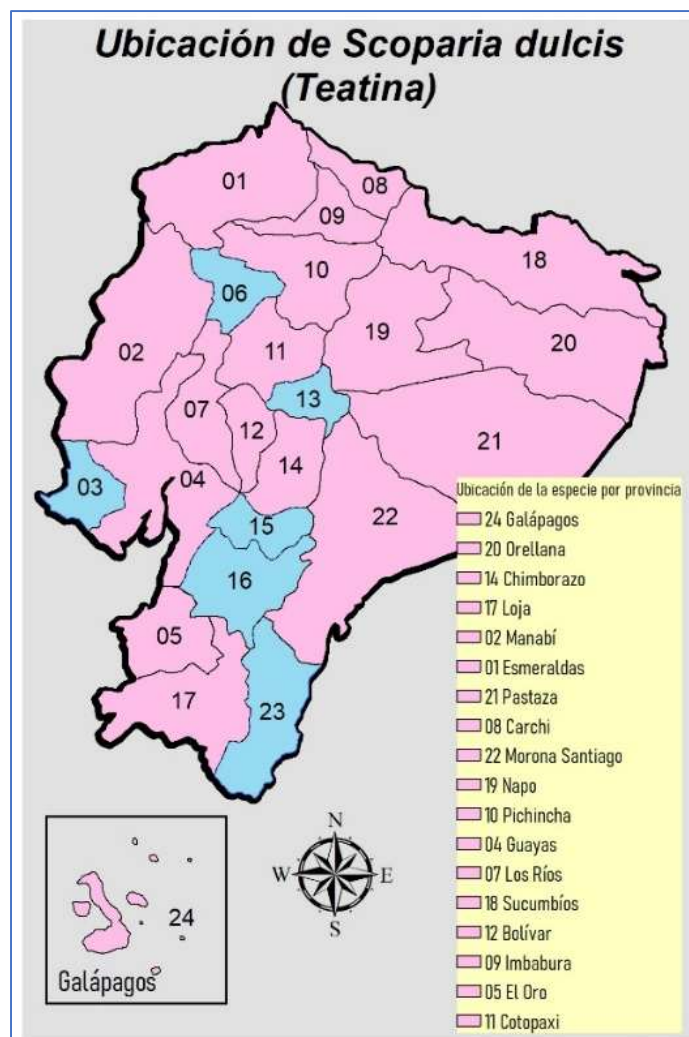 Ubicación de Scoparia dulcis
(Teatina)
01
08
09
18
10
06
19
20
02
11
07
13
12
21
14
03
04
22
15
16
05
17
23
Ubicación de la especie por provincia
24 Galápagos
20 Orellana
14 Chimborazo
17 Loja
02 Manabí
01 Esmeraldas
21 Pastaza
08 Carchi
22 Morona Santiago
19 Napo
10 Pichincha
04 Guayas
07 Los Ríos
18 Sucumbíos
12 Bolívar
09 Imbabura
05 El Oro
11 Cotopaxi
24
Galápagos
N
W E
S